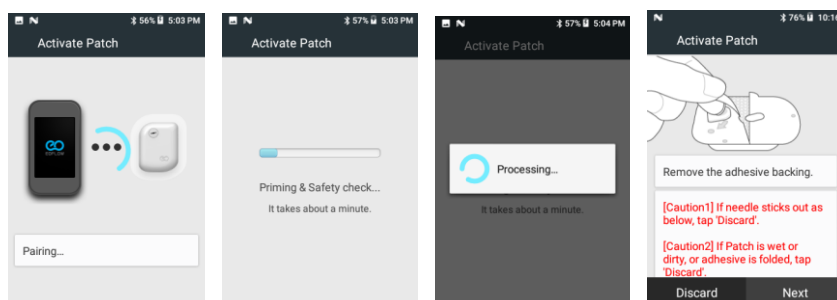 56% 5:03 PM
Activate Patch
Pairing...
57% 5:03 PM
Activate Patch
Priming & Safety check...
It takes about a minute.
57% 5:04 PM
Activate Patch
Processing...
It takes about a minute.
76% 10:16
Activate Patch
Remove the adhesive backing.
[Caution1] If needle sticks out as
below, tap 'Discard'.
[Caution2] If Patch is wet or
dirty, or adhesive is folded, tap
'Discard'.
Discard Next